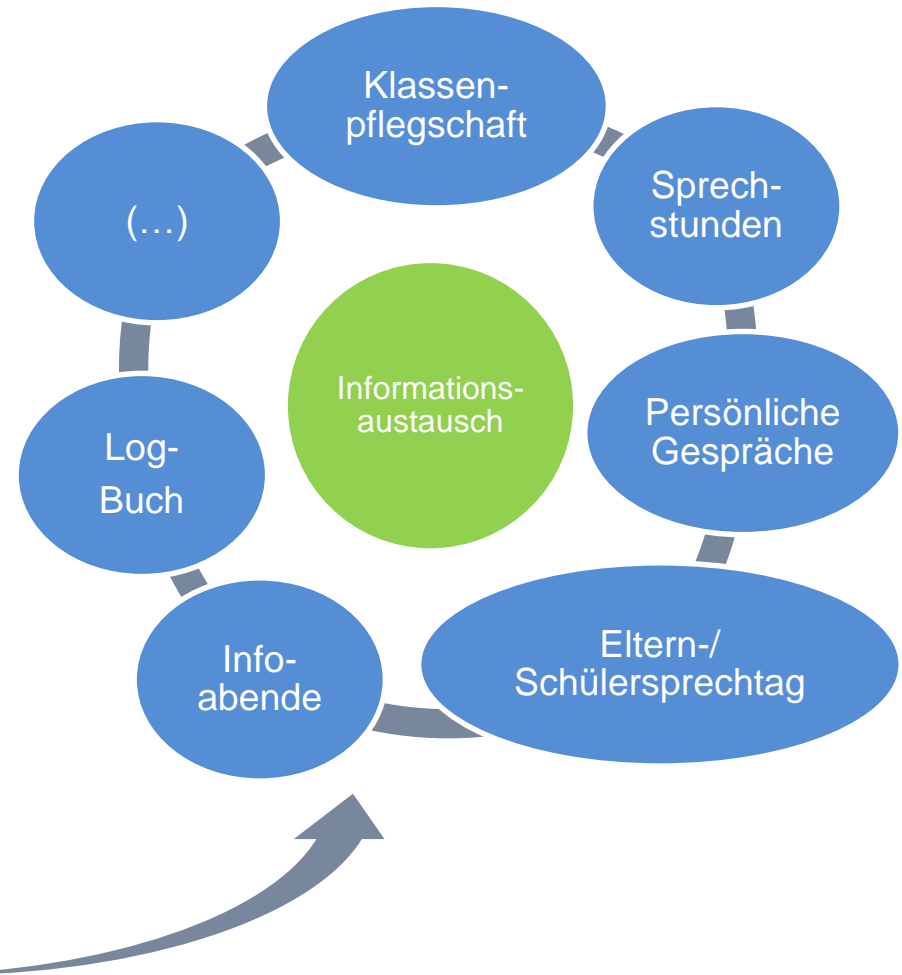 Klassen-
pflegschaft
Sprech-
stunden
Persönliche
Gespräche
Eltern-/
Schülersprechtag
Info-
abende
Log-
Buch
(…)
Informations-
austausch